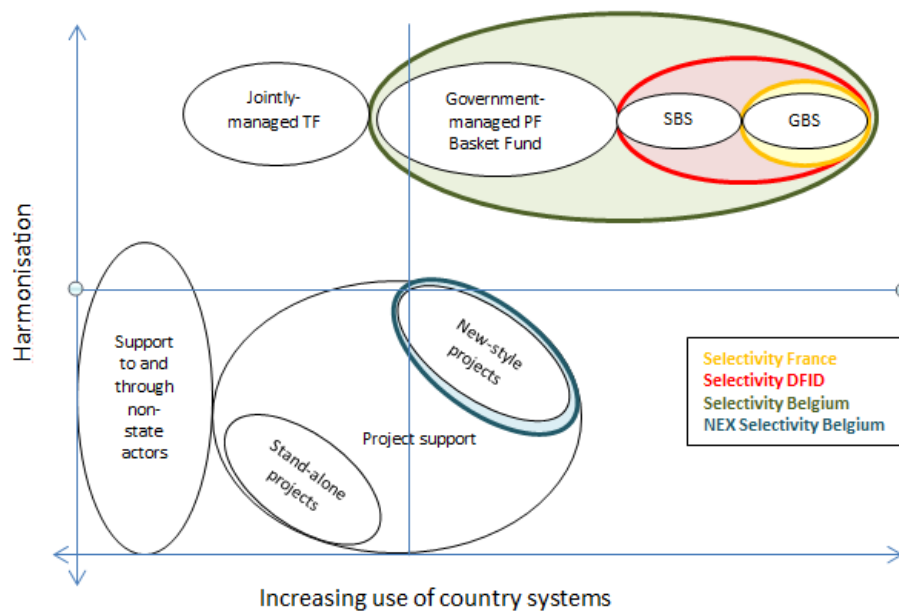 Jointly-
managed TF
Government-
managed PF
Basket Fund
SBS
GBS
Harmonisation
Support
to and
through
non-
state
actors
New-style
projects
Project support
Stand-alone
projects
Selectivity France
Selectivity DFID
Selectivity Belgium
NEX Selectivity Belgium
Increasing use of country systems